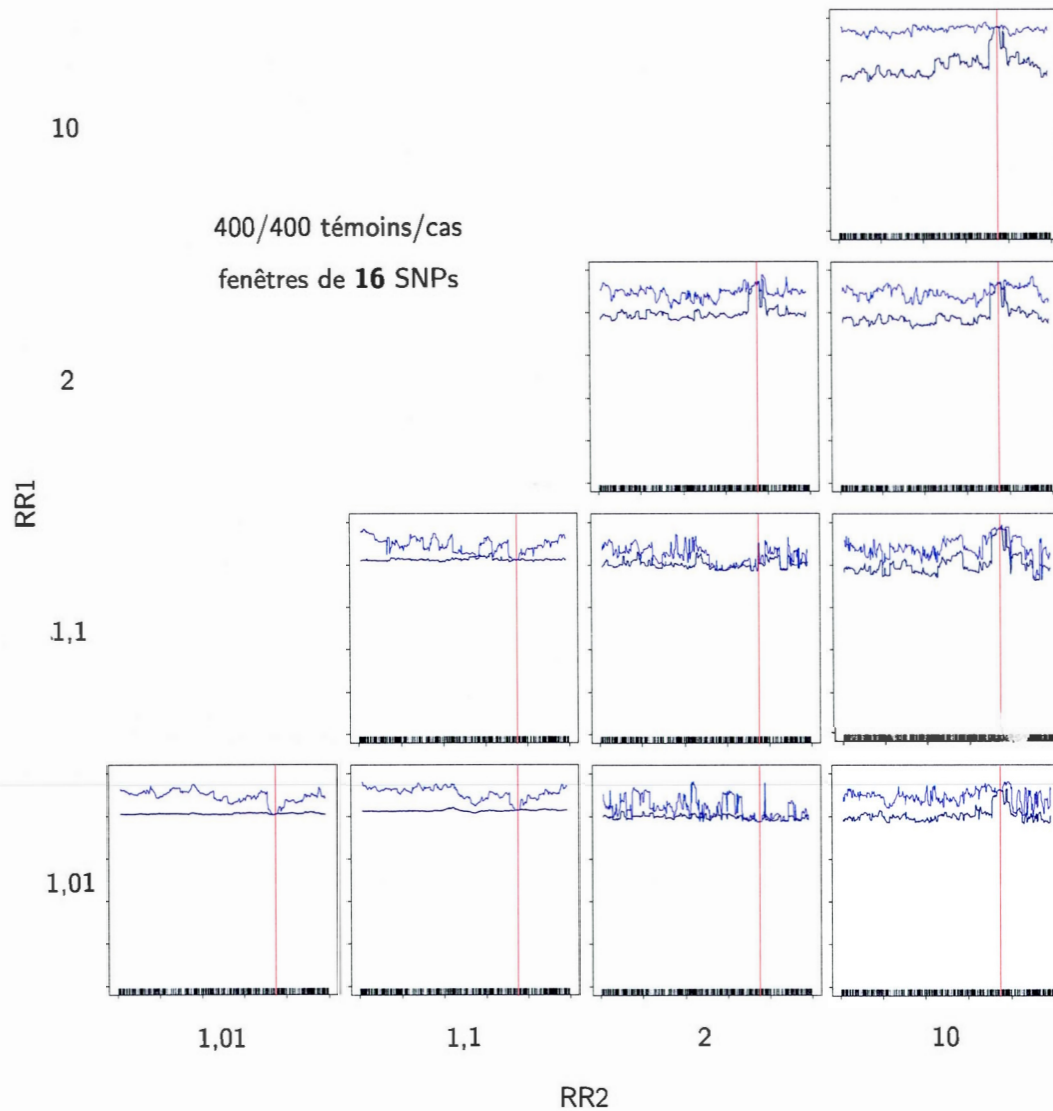 10
400/400 témoins/cas
fenêtres de 16 SNPs
2
RR1
1,1
1,01
1,01 1,1 2 10
RR2